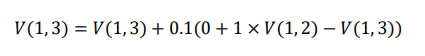 V(1,3) = V(1,3) + 0.1(0 + 1 × V(1,2) − V(1,3))